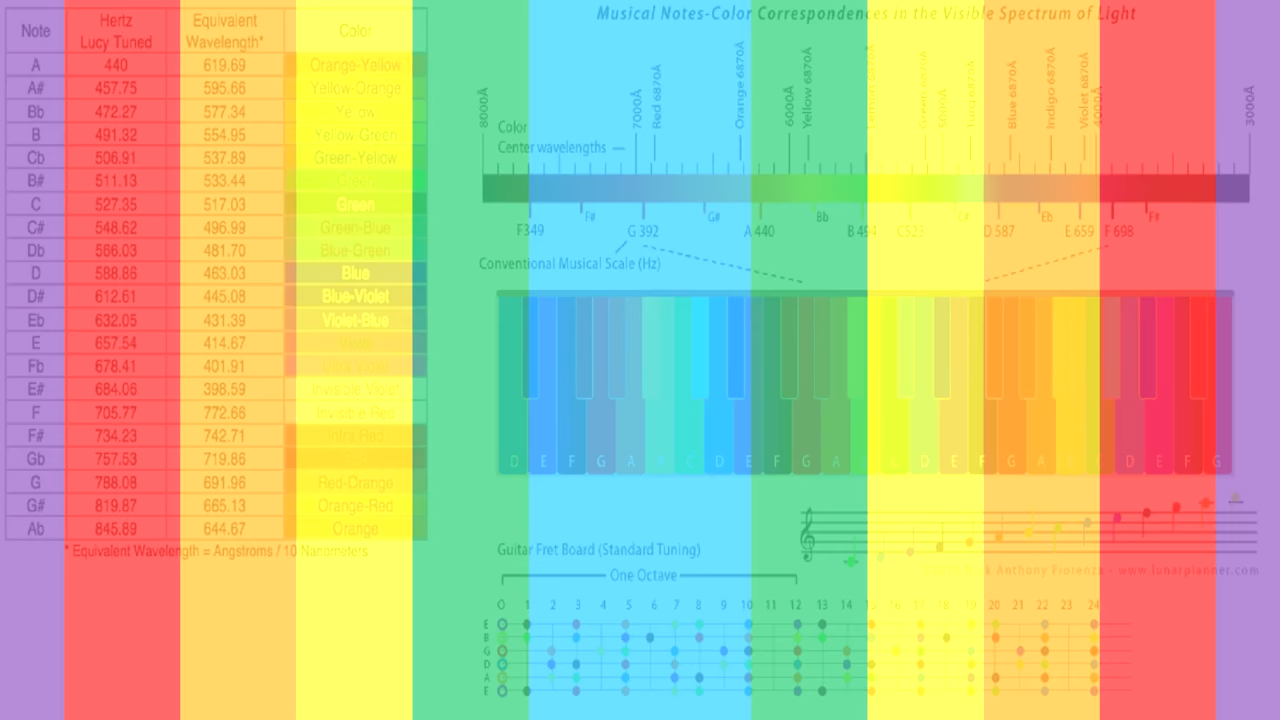 Note Hertz Lucy Tuned Equivalent Wavelength* Color
A 440 619.69 Orange-Yellow
A# 457.75 595.66 Yellow-Orange
Bb 472.27 577.34 Yellow
B 491.32 554.95 Yellow-Green
Cb 506.91 537.89 Green-Yellow
B# 511.13 533.44 Green
C 527.35 517.03 Green
C# 548.62 496.99 Green-Blue
Db 566.03 481.70 Blue-Green
D 588.86 463.03 Blue
D# 612.61 445.08 Blue-Violet
Eb 632.05 431.39 Violet-Blue
E 657.54 414.67 Violet
Fb 678.41 401.91
E# 684.06 398.59 Invisible Violet
F 705.77 772.66 Invisible Red
F# 734.23 742.71 Infra Red
Gb 757.53 719.86
G 788.08 691.96 Red-Orange
G# 819.87 665.13 Orange-Red
Ab 845.89 644.67 Orange
* Equivalent Wavelength = Angstroms / 10 Nanometers
Musical Notes-Color Correspondences in the Visible Spectrum of Light
8000Å 7000Å Red 6870Å Orange 6870Å 6000Å Yellow 6870Å Blue 6870Å Indigo 6870Å Violet 6870Å 4000Å 3000Å
Color
Center wavelengths
F# G# Bb C# Eb F#
F349 G 392 A 440 B 494 C523 D 587 E 659 F 698
Conventional Musical Scale (Hz)
D E F G A C D E F G A C D E F G A D E F G
Anthony Fiorenza - www.lunarplanner.com
Guitar Fret Board (Standard Tuning)
One Octave
0 1 2 3 4 5 6 7 8 9 10 11 12 13 14 15 16 17 18 19 20 21 22 23 24
E
B
G
D
A
E